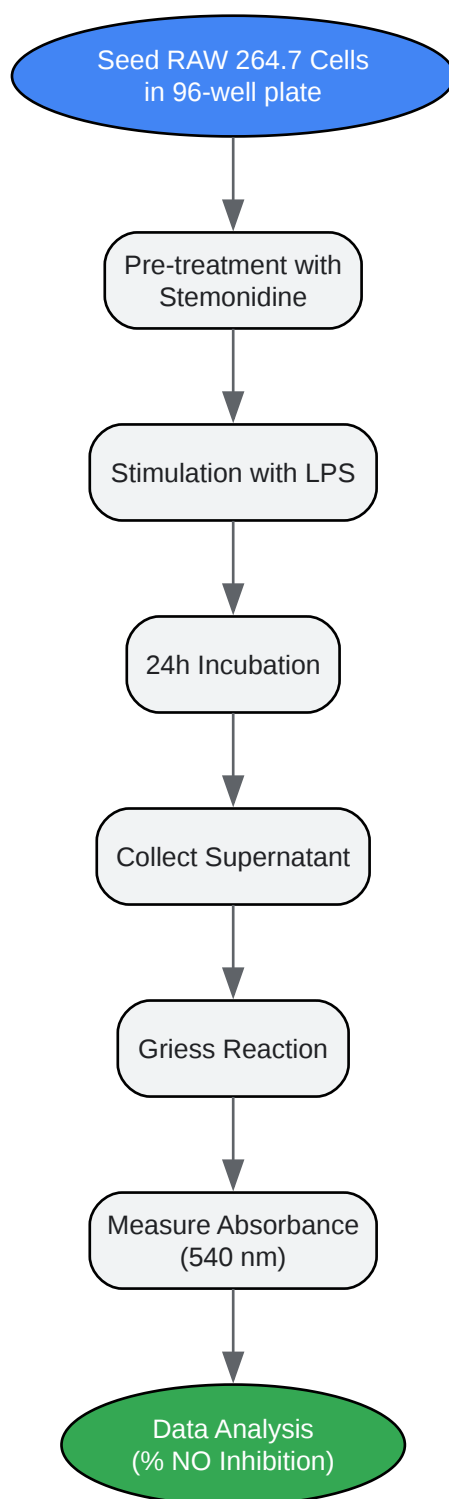 Seed RAW 264.7 Cells
in 96-well plate
Pre-treatment with
Stemonidine
Stimulation with LPS
24h Incubation
Collect Supernatant
Griess Reaction
Measure Absorbance
(540 nm)
Data Analysis
(% NO Inhibition)